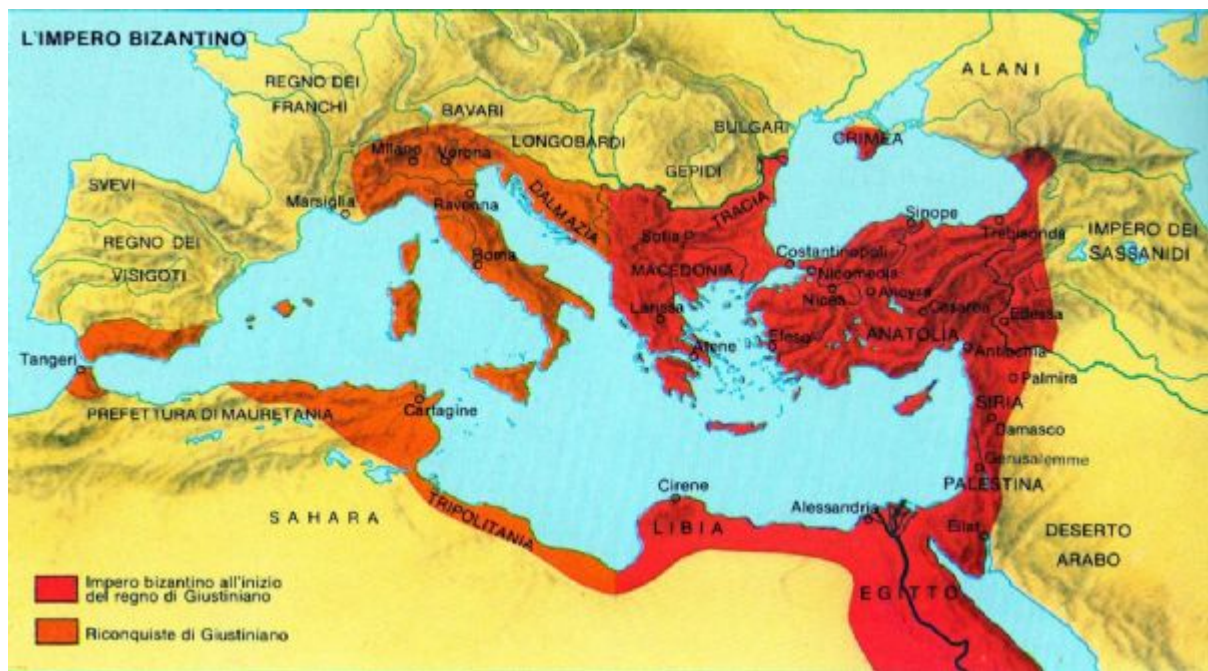 L'IMPERO BIZANTINO
REGNO DEI
FRANCHI
BAVARI
LONGOBARDI
BULGARI
GEPIDI
CRIMEA
ALANI
Milano
Verona
SVEVI
Marsiglia
Ravenna
DALMAZIA
TRACIA
Sinope
Trebisonda
IMPERO DEI
SASSANIDI
REGNO DEI
VISIGOTI
Roma
Sofia
Costantinopoli
MACEDONIA
Nicomedia
Nicea
Ancyra
Cesarea
Larissa
Edessa
Atene
Efeso
ANATOLIA
Antiochia
Tangeri
Palmira
PREFETTURA DI MAURETANIA
Cartagine
SIRIA
Damasco
Gerusalemme
PALESTINA
Cirene
Alessandria
SAHARA
TRIPOLITANIA
LIBIA
Eilat
DESERTO
ARABO
EGITTO
Impero bizantino all'inizio
del regno di Giustiniano
Riconquiste di Giustiniano